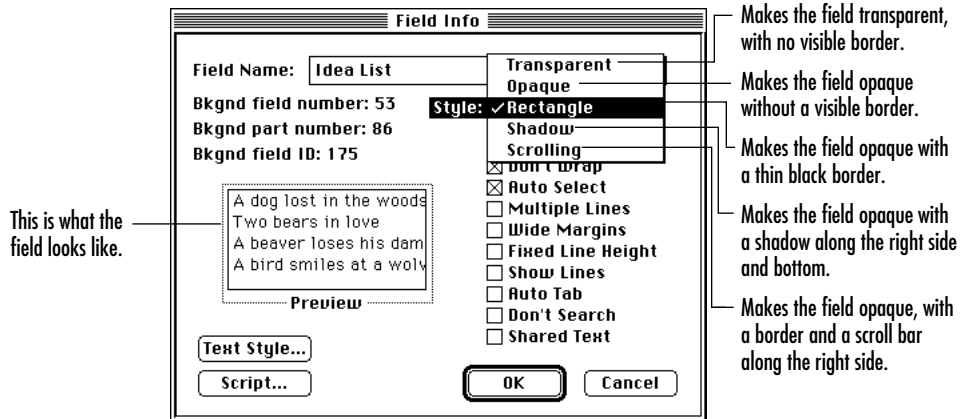 Field Info
Field Name: Idea List
Bkgnd field number: 53
Bkgnd part number: 86
Bkgnd field ID: 175
Style: ✓Rectangle
Transparent
Opaque
Shadow
Scrolling
Don't Wrap
Auto Select
Multiple Lines
Wide Margins
Fixed Line Height
Show Lines
Auto Tab
Don't Search
Shared Text
A dog lost in the woods
Two bears in love
A beaver loses his dam
A bird smiles at a wolv
Preview
Text Style...
Script...
OK
Cancel
This is what the
field looks like.
Makes the field transparent,
with no visible border.
Makes the field opaque
without a visible border.
Makes the field opaque with
a thin black border.
Makes the field opaque with
a shadow along the right side
and bottom.
Makes the field opaque, with
a border and a scroll bar
along the right side.